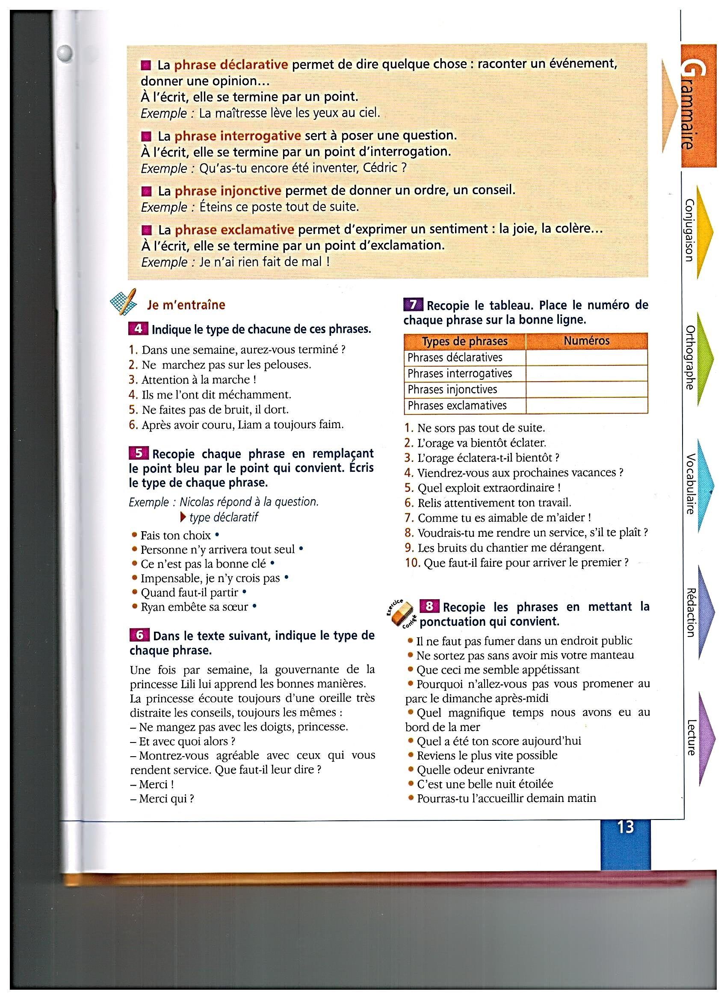 ■ La phrase déclarative permet de dire quelque chose : raconter un événement,
donner une opinion...
À l'écrit, elle se termine par un point.
Exemple : La maîtresse lève les yeux au ciel.
■ La phrase interrogative sert à poser une question.
À l'écrit, elle se termine par un point d'interrogation.
Exemple : Qu'as-tu encore été inventer, Cédric ?
■ La phrase injonctive permet de donner un ordre, un conseil.
Exemple : Éteins ce poste tout de suite.
■ La phrase exclamative permet d'exprimer un sentiment : la joie, la colère...
À l'écrit, elle se termine par un point d'exclamation.
Exemple : Je n'ai rien fait de mal !
Je m'entraîne
4 Indique le type de chacune de ces phrases.
1. Dans une semaine, aurez-vous terminé ?
2. Ne marchez pas sur les pelouses.
3. Attention à la marche !
4. Ils me l'ont dit méchamment.
5. Ne faites pas de bruit, il dort.
6. Après avoir couru, Liam a toujours faim.
5 Recopie chaque phrase en remplaçant
le point bleu par le point qui convient. Écris
le type de chaque phrase.
Exemple : Nicolas répond à la question.
type déclaratif
• Fais ton choix •
• Personne n'y arrivera tout seul •
• Ce n'est pas la bonne clé •
• Impensable, je n'y crois pas •
• Quand faut-il partir •
• Ryan embête sa sœur •
6 Dans le texte suivant, indique le type de
chaque phrase.
Une fois par semaine, la gouvernante de la
princesse Lili lui apprend les bonnes manières.
La princesse écoute toujours d'une oreille très
distraite les conseils, toujours les mêmes :
– Ne mangez pas avec les doigts, princesse.
– Et avec quoi alors ?
– Montrez-vous agréable avec ceux qui vous
rendent service. Que faut-il leur dire ?
– Merci !
– Merci qui ?
7 Recopie le tableau. Place le numéro de
chaque phrase sur la bonne ligne.
Types de phrases Numéros
Phrases déclaratives
Phrases interrogatives
Phrases injonctives
Phrases exclamatives
1. Ne sors pas tout de suite.
2. L'orage va bientôt éclater.
3. L'orage éclatera-t-il bientôt ?
4. Viendrez-vous aux prochaines vacances ?
5. Quel exploit extraordinaire !
6. Relis attentivement ton travail.
7. Comme tu es aimable de m'aider !
8. Voudrais-tu me rendre un service, s'il te plaît ?
9. Les bruits du chantier me dérangent.
10. Que faut-il faire pour arriver le premier ?
Exercice
corrigé
8 Recopie les phrases en mettant la
ponctuation qui convient.
• Il ne faut pas fumer dans un endroit public
• Ne sortez pas sans avoir mis votre manteau
• Que ceci me semble appétissant
• Pourquoi n'allez-vous pas vous promener au
parc le dimanche après-midi
• Quel magnifique temps nous avons eu au
bord de la mer
• Quel a été ton score aujourd'hui
• Reviens le plus vite possible
• Quelle odeur enivrante
• C'est une belle nuit étoilée
• Pourras-tu l'accueillir demain matin
Grammaire
Conjugaison
Orthographe
Vocabulaire
Rédaction
Lecture
13